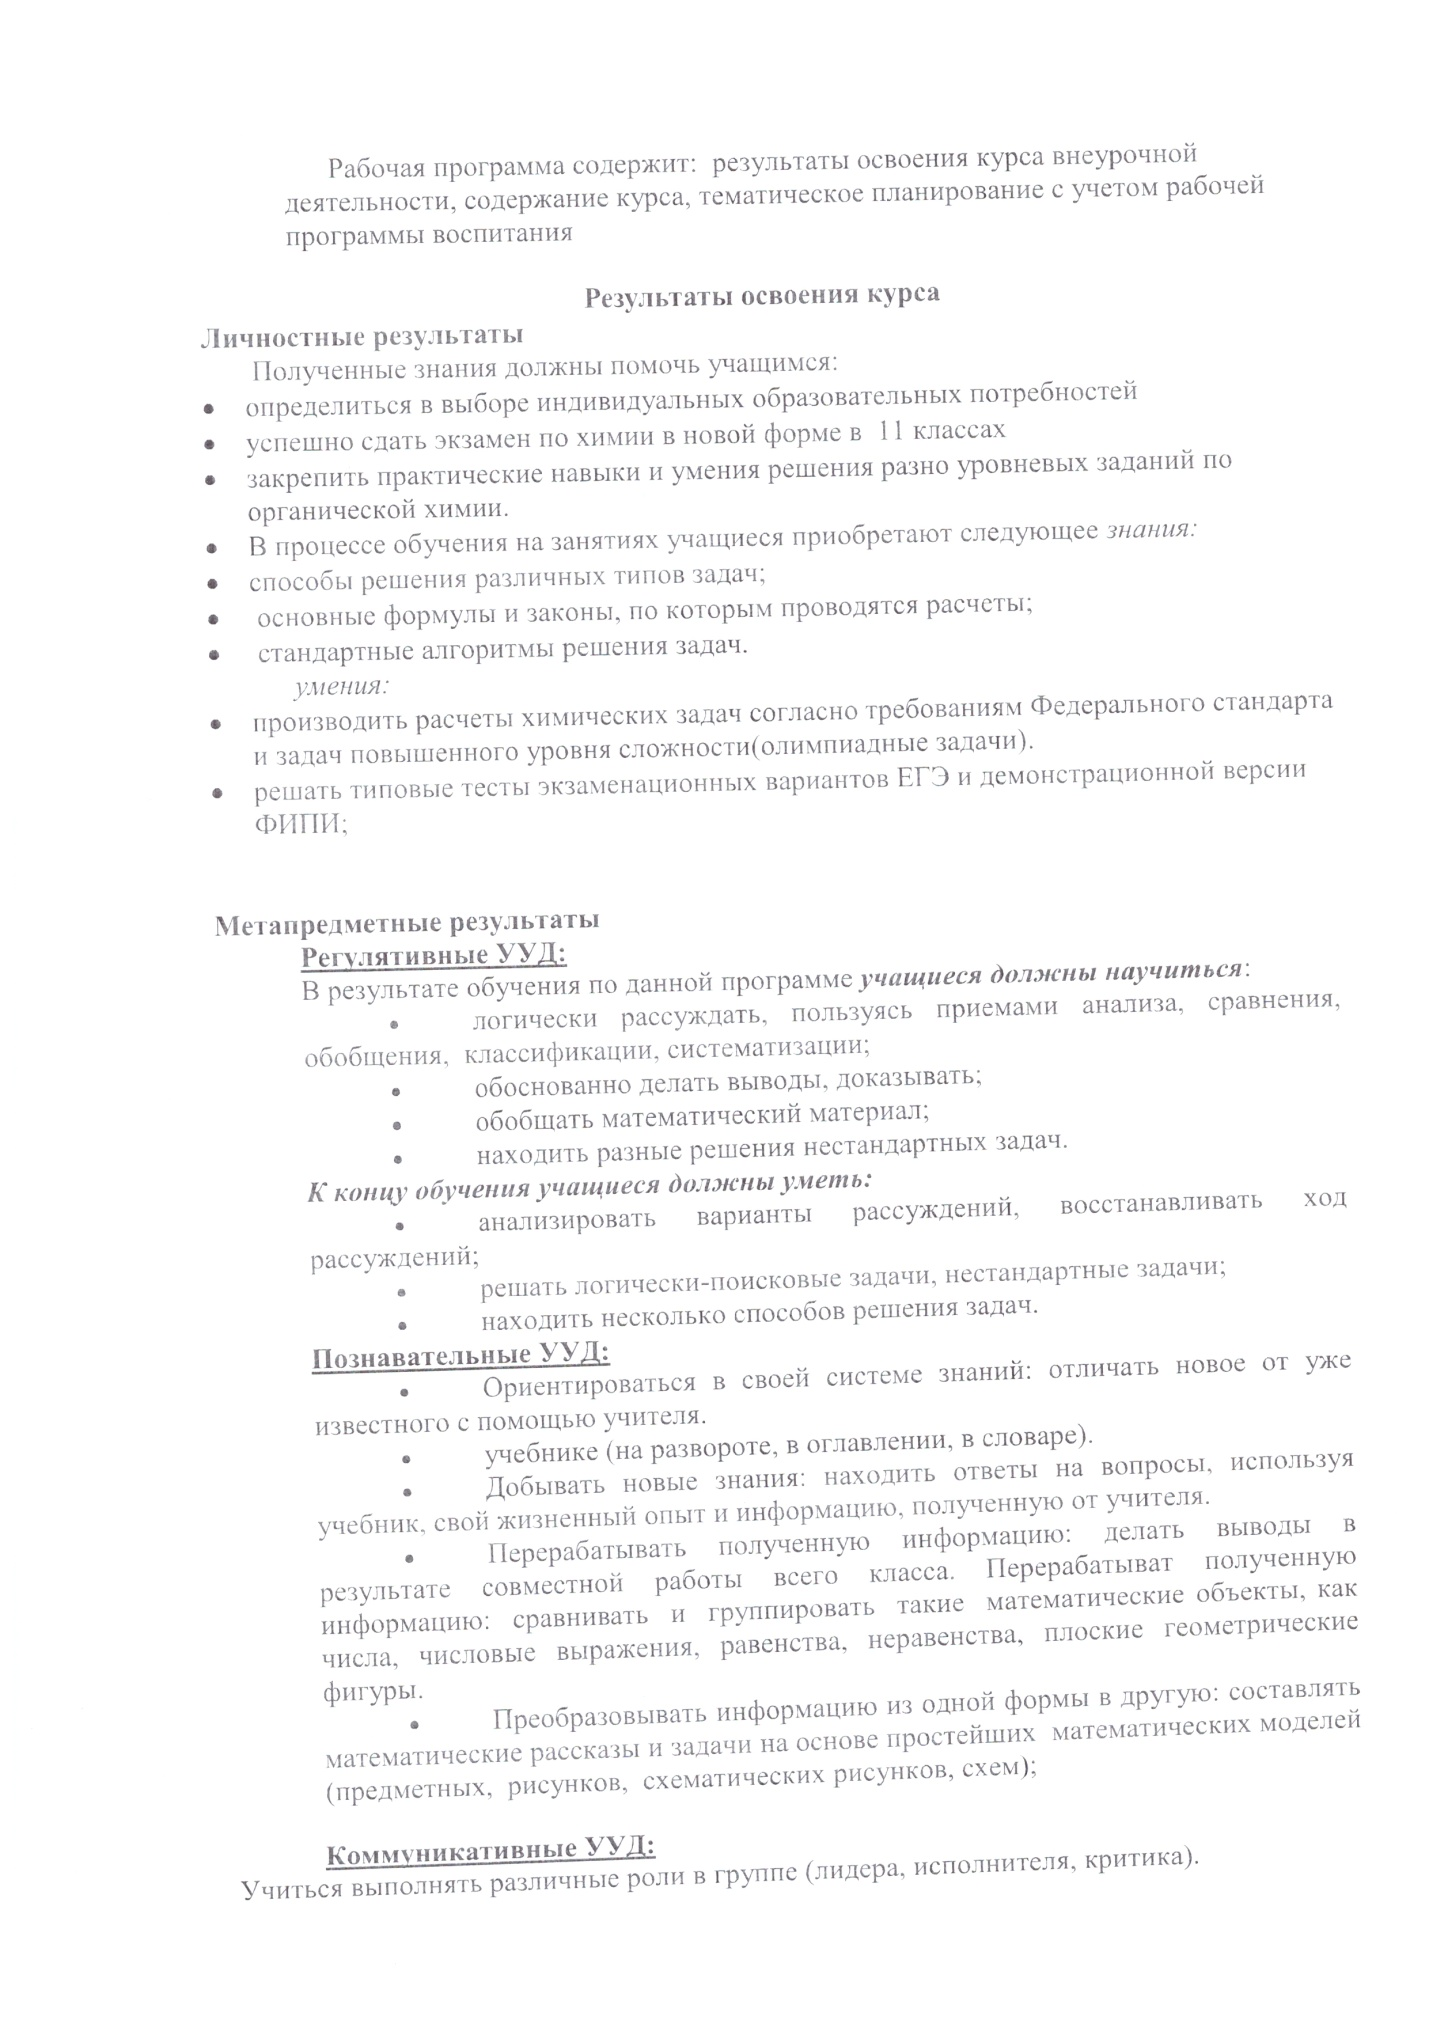 Рабочая программа содержит:  результаты освоения курса внеурочной
деятельности, содержание курса, тематическое планирование с учетом рабочей
программы воспитания
Результаты освоения курса
Личностные результаты
Полученные знания должны помочь учащимся:
• определиться в выборе индивидуальных образовательных потребностей
• успешно сдать экзамен по химии в новой форме в  11 классах
• закрепить практические навыки и умения решения разно уровневых заданий по
органической химии.
• В процессе обучения на занятиях учащиеся приобретают следующее знания:
• способы решения различных типов задач;
• основные формулы и законы, по которым проводятся расчеты;
• стандартные алгоритмы решения задач.
умения:
• производить расчеты химических задач согласно требованиям Федерального стандарта
и задач повышенного уровня сложности(олимпиадные задачи).
• решать типовые тесты экзаменационных вариантов ЕГЭ и демонстрационной версии
ФИПИ;
Метапредметные результаты
Регулятивные УУД:
В результате обучения по данной программе учащиеся должны научиться:
• логически рассуждать, пользуясь приемами анализа, сравнения,
обобщения,  классификации, систематизации;
• обоснованно делать выводы, доказывать;
• обобщать математический материал;
• находить разные решения нестандартных задач.
К концу обучения учащиеся должны уметь:
• анализировать варианты рассуждений, восстанавливать ход
рассуждений;
• решать логически-поисковые задачи, нестандартные задачи;
• находить несколько способов решения задач.
Познавательные УУД:
• Ориентироваться в своей системе знаний: отличать новое от уже
известного с помощью учителя.
• учебнике (на развороте, в оглавлении, в словаре).
• Добывать новые знания: находить ответы на вопросы, используя
учебник, свой жизненный опыт и информацию, полученную от учителя.
• Перерабатывать полученную информацию: делать выводы в
результате совместной работы всего класса. Перерабатыват полученную
информацию: сравнивать и группировать такие математические объекты, как
числа, числовые выражения, равенства, неравенства, плоские геометрические
фигуры.
• Преобразовывать информацию из одной формы в другую: составлять
математические рассказы и задачи на основе простейших  математических моделей
(предметных,  рисунков,  схематических рисунков, схем);
Коммуникативные УУД:
Учиться выполнять различные роли в группе (лидера, исполнителя, критика).